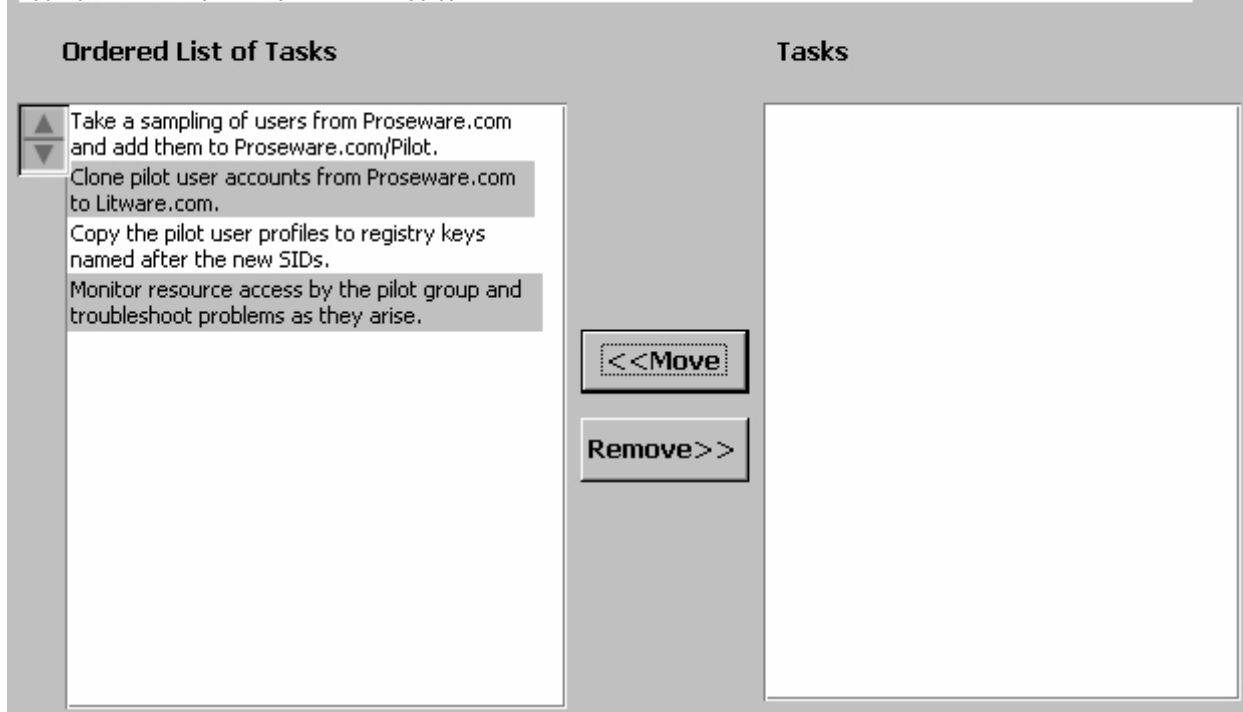 Ordered List of Tasks
Tasks
Take a sampling of users from Proseware.com
and add them to Proseware.com/Pilot.
Clone pilot user accounts from Proseware.com
to Litware.com.
Copy the pilot user profiles to registry keys
named after the new SIDs.
Monitor resource access by the pilot group and
troubleshoot problems as they arise.
<<Move
Remove>>